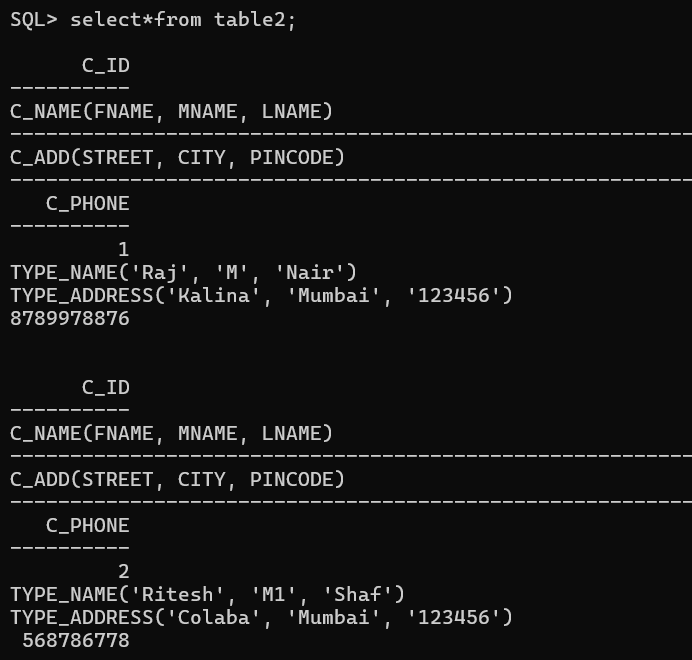 SQL> select*from table2;
C_ID
----------
C_NAME(FNAME, MNAME, LNAME)
---------------------------------------------------------
C_ADD(STREET, CITY, PINCODE)
---------------------------------------------------------
C_PHONE
----------
1
TYPE_NAME('Raj', 'M', 'Nair')
TYPE_ADDRESS('Kalina', 'Mumbai', '123456')
8789978876
C_ID
----------
C_NAME(FNAME, MNAME, LNAME)
---------------------------------------------------------
C_ADD(STREET, CITY, PINCODE)
---------------------------------------------------------
C_PHONE
----------
2
TYPE_NAME('Ritesh', 'M1', 'Shaf')
TYPE_ADDRESS('Colaba', 'Mumbai', '123456')
568786778